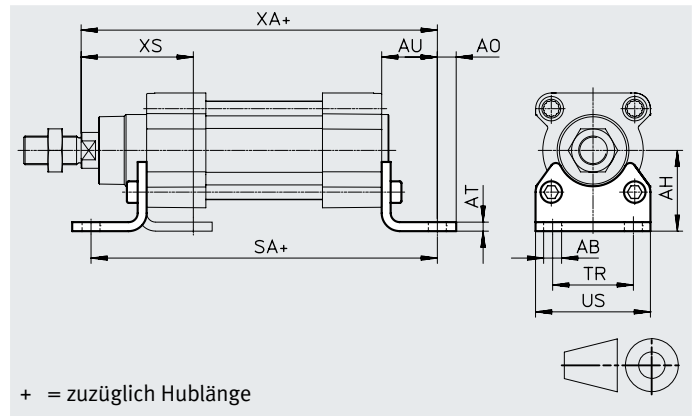 XA+
XS
AU
AO
AT
SA+
AH
AB
TR
US
+ = zuzüglich Hublänge